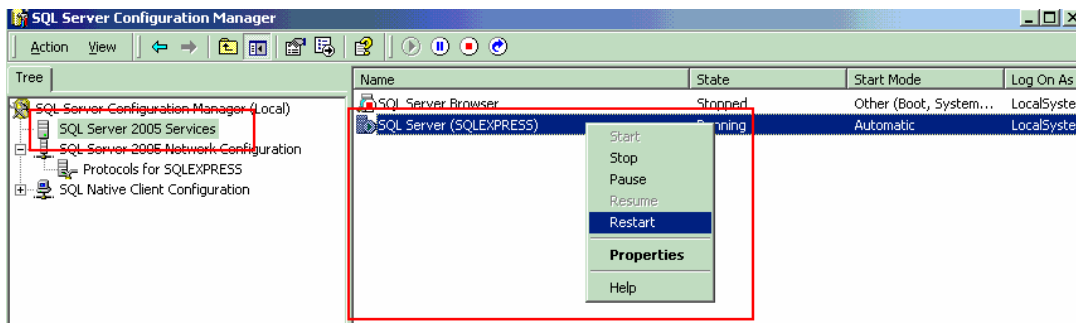 SQL Server Configuration Manager
Action View
Tree
Name State Start Mode Log On As
SQL Server Configuration Manager (Local)
SQL Server 2005 Services
SQL Server 2005 Network Configuration
Protocols for SQLEXPRESS
SQL Native Client Configuration
SQL Server Browser Stopped Other (Boot, System... LocalSyste
SQL Server (SQLEXPRESS) Running Automatic LocalSyste
Start
Stop
Pause
Resume
Restart
Properties
Help